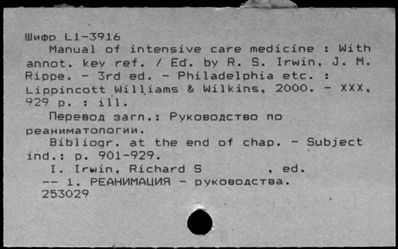 Шифр L1-3916
Manual of intensive care medicine : With
annot. key ref. / Ed. by R. S. Irwin, J. M.
Rippe. - 3rd ed. - Philadelphia etc. :
Lippincott Williams & Wilkins, 2000. - XXX,
929 p. : ill.
Перевод загл.: Руководство по
реаниматологии.
Bibliogr. at the end of chap. - Subject
ind.: p. 901-929.
I. Irwin, Richard S , ed.
-- 1. РЕАНИМАЦИЯ - руководства.
253029